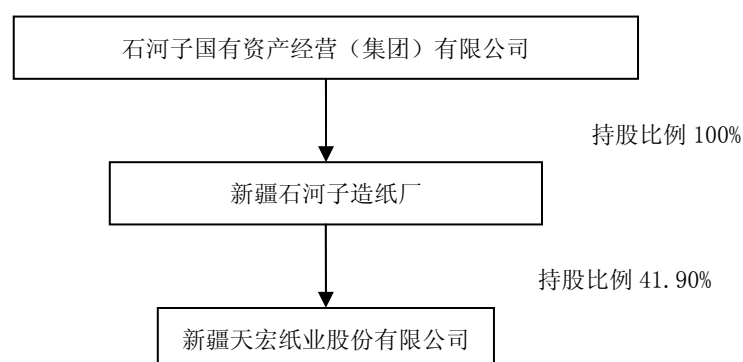 石河子国有资产经营（集团）有限公司
持股比例 100%
新疆石河子造纸厂
持股比例 41.90%
新疆天宏纸业股份有限公司